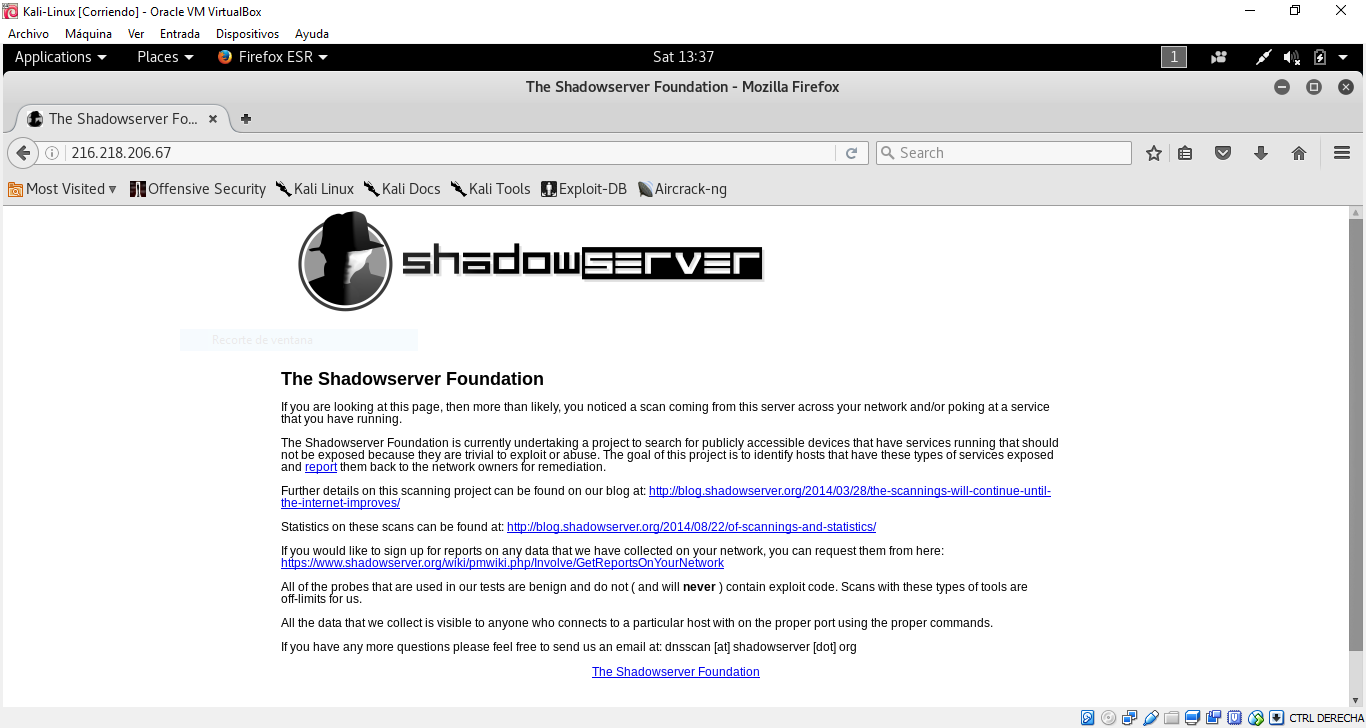 Kali-Linux [Corriendo] - Oracle VM VirtualBox
Archivo Máquina Ver Entrada Dispositivos Ayuda
Applications Places Firefox ESR Sat 13:37 1
The Shadowserver Foundation - Mozilla Firefox
The Shadowserver Fo...
216.218.206.67 Search
Most Visited Offensive Security Kali Linux Kali Docs Kali Tools Exploit-DB Aircrack-ng
shadowserver
Recorte de ventana
The Shadowserver Foundation
If you are looking at this page, then more than likely, you noticed a scan coming from this server across your network and/or poking at a service
that you have running.
The Shadowserver Foundation is currently undertaking a project to search for publicly accessible devices that have services running that should
not be exposed because they are trivial to exploit or abuse. The goal of this project is to identify hosts that have these types of services exposed
and report them back to the network owners for remediation.
Further details on this scanning project can be found on our blog at: http://blog.shadowserver.org/2014/03/28/the-scannings-will-continue-until-
the-internet-improves/
Statistics on these scans can be found at: http://blog.shadowserver.org/2014/08/22/of-scannings-and-statistics/
If you would like to sign up for reports on any data that we have collected on your network, you can request them from here:
https://www.shadowserver.org/wiki/pmwiki.php/Involve/GetReportsOnYourNetwork
All of the probes that are used in our tests are benign and do not ( and will never ) contain exploit code. Scans with these types of tools are
off-limits for us.
All the data that we collect is visible to anyone who connects to a particular host with on the proper port using the proper commands.
If you have any more questions please feel free to send us an email at: dnsscan [at] shadowserver [dot] org
The Shadowserver Foundation
CTRL DERECHA